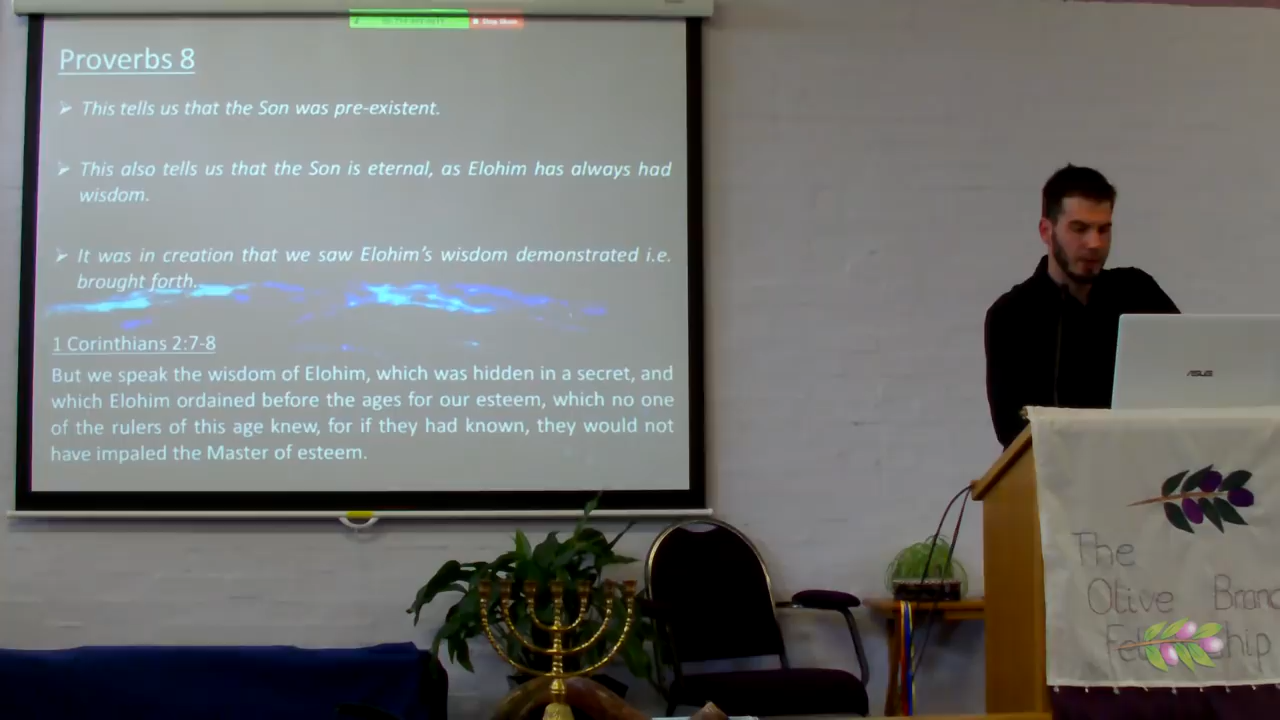 Stop Share
Proverbs 8
➢ This tells us that the Son was pre-existent.
➢ This also tells us that the Son is eternal, as Elohim has always had
wisdom.
➢ It was in creation that we saw Elohim’s wisdom demonstrated i.e.
brought forth.
1 Corinthians 2:7-8
But we speak the wisdom of Elohim, which was hidden in a secret, and
which Elohim ordained before the ages for our esteem, which no one
of the rulers of this age knew, for if they had known, they would not
have impaled the Master of esteem.
ASUS
The
Olive Branc
Fellowship